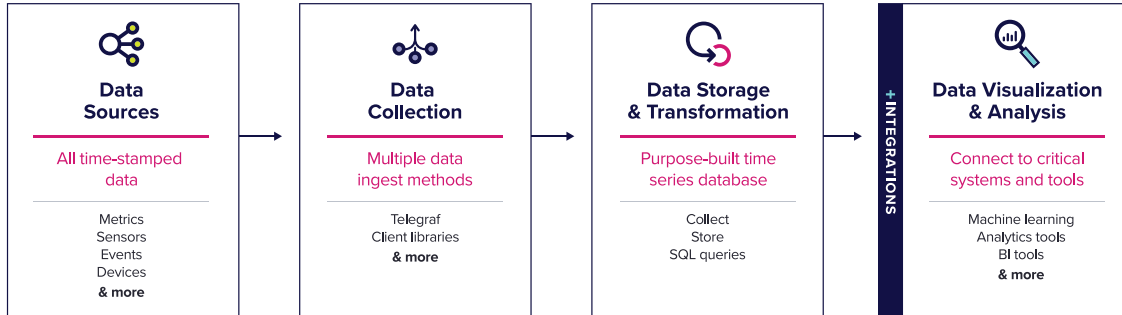 Data
Sources
All time-stamped
data
Metrics
Sensors
Events
Devices
& more
Data
Collection
Multiple data
ingest methods
Telegraf
Client libraries
& more
Data Storage
& Transformation
Purpose-built time
series database
Collect
Store
SQL queries
+INTEGRATIONS
Data Visualization
& Analysis
Connect to critical
systems and tools
Machine learning
Analytics tools
BI tools
& more